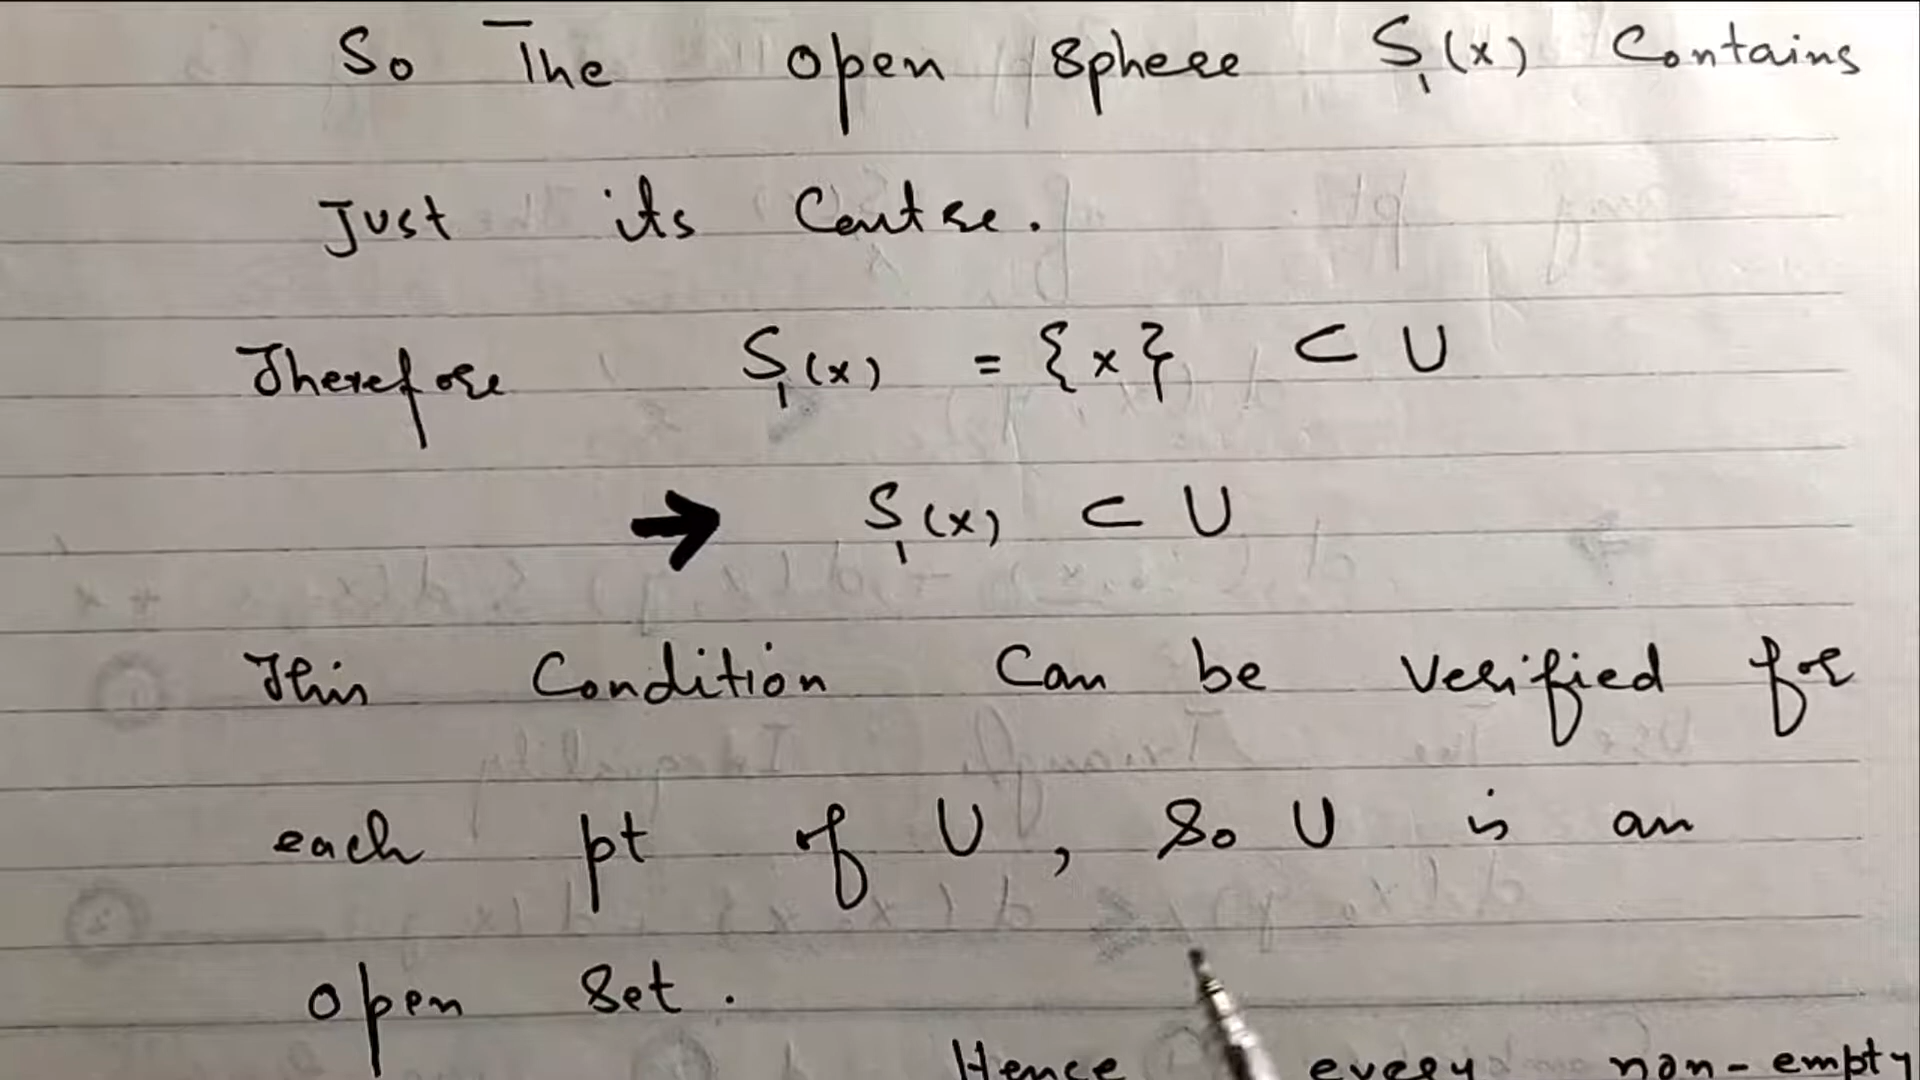 So The open sphere S₁(x) Contains
Just its Centre.
Therefore S₁(x) = {x} ⊂ U
→ S₁(x) ⊂ U
This Condition Can be verified for
each pt of U, so U is an
open set.
Hence every non-empty